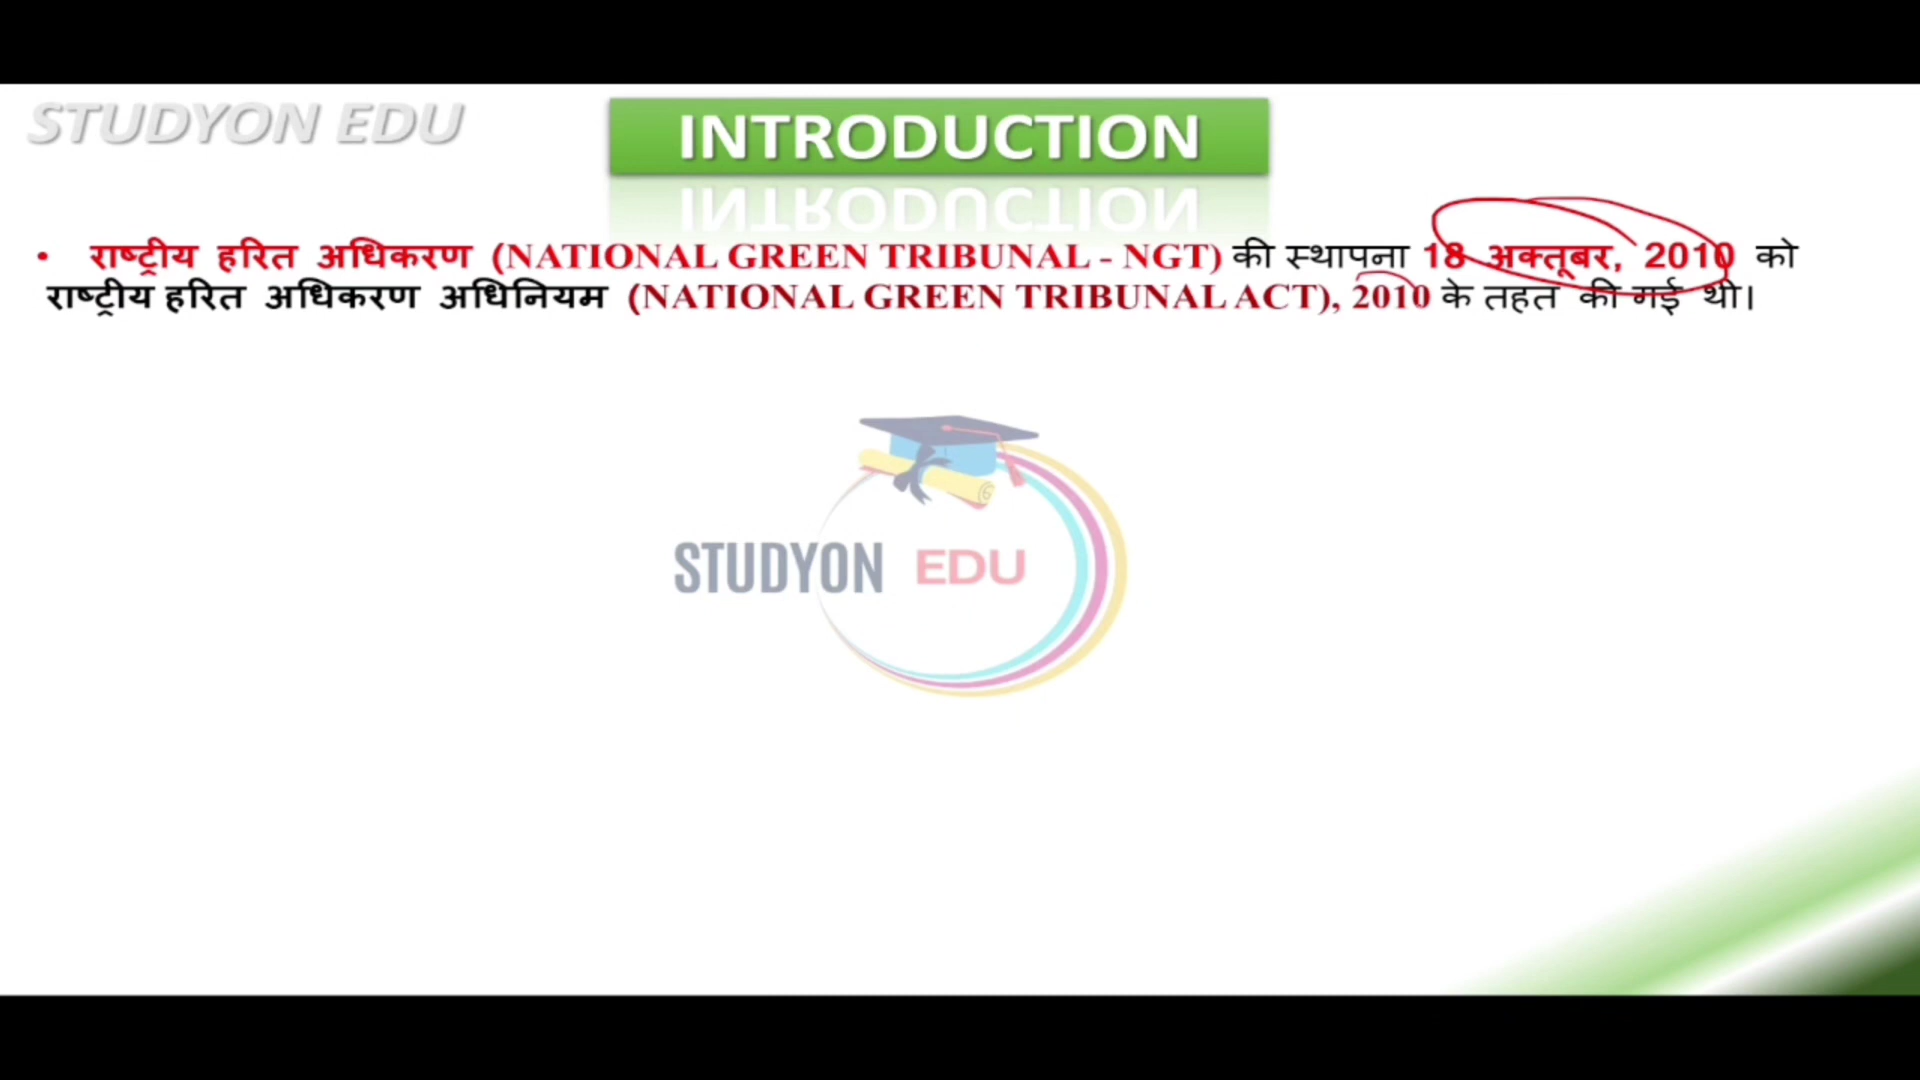 STUDYON EDU
INTRODUCTION
• राष्ट्रीय हरित अधिकरण (NATIONAL GREEN TRIBUNAL - NGT) की स्थापना 18 अक्तूबर, 2010 को
राष्ट्रीय हरित अधिकरण अधिनियम (NATIONAL GREEN TRIBUNAL ACT), 2010 के तहत की गई थी।
STUDYON EDU